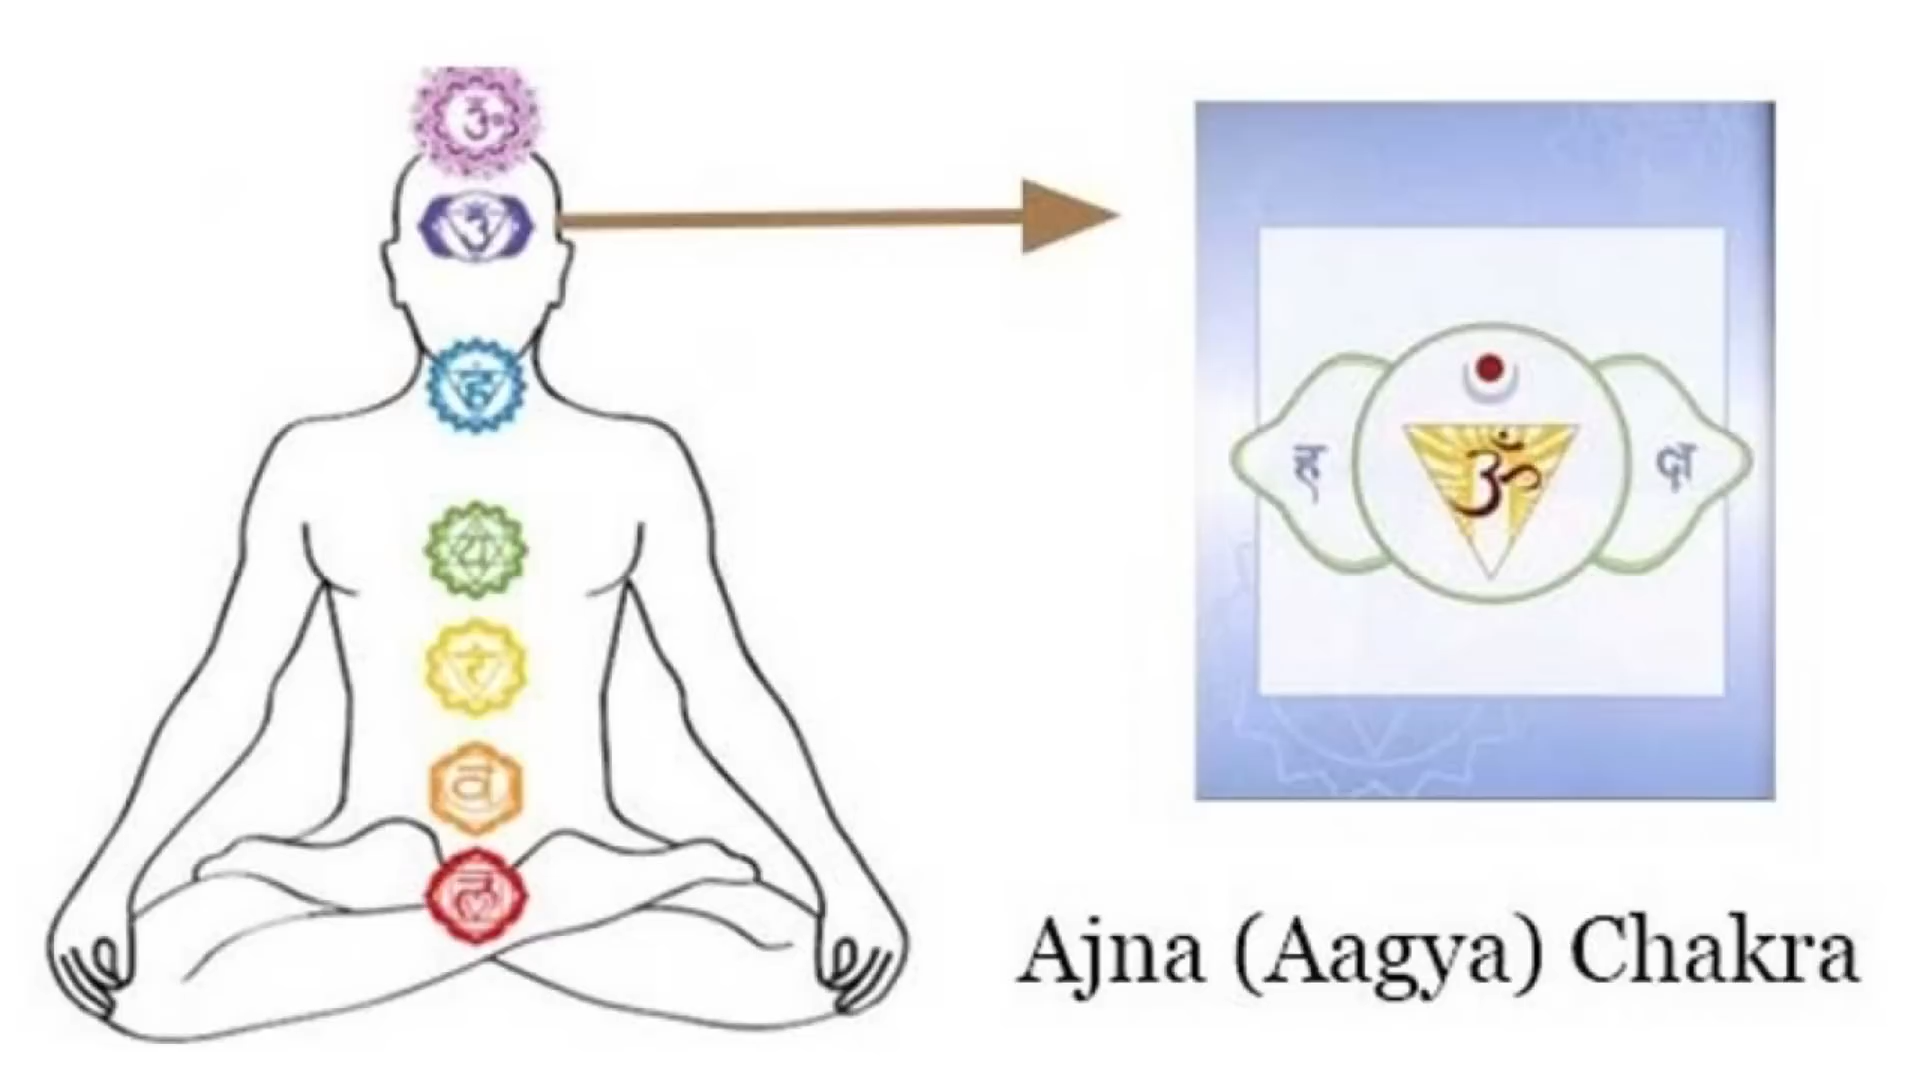 ॐ
ॐ
हं
यं
रं
वं
लं
ॐ
Ajna (Aagya) Chakra